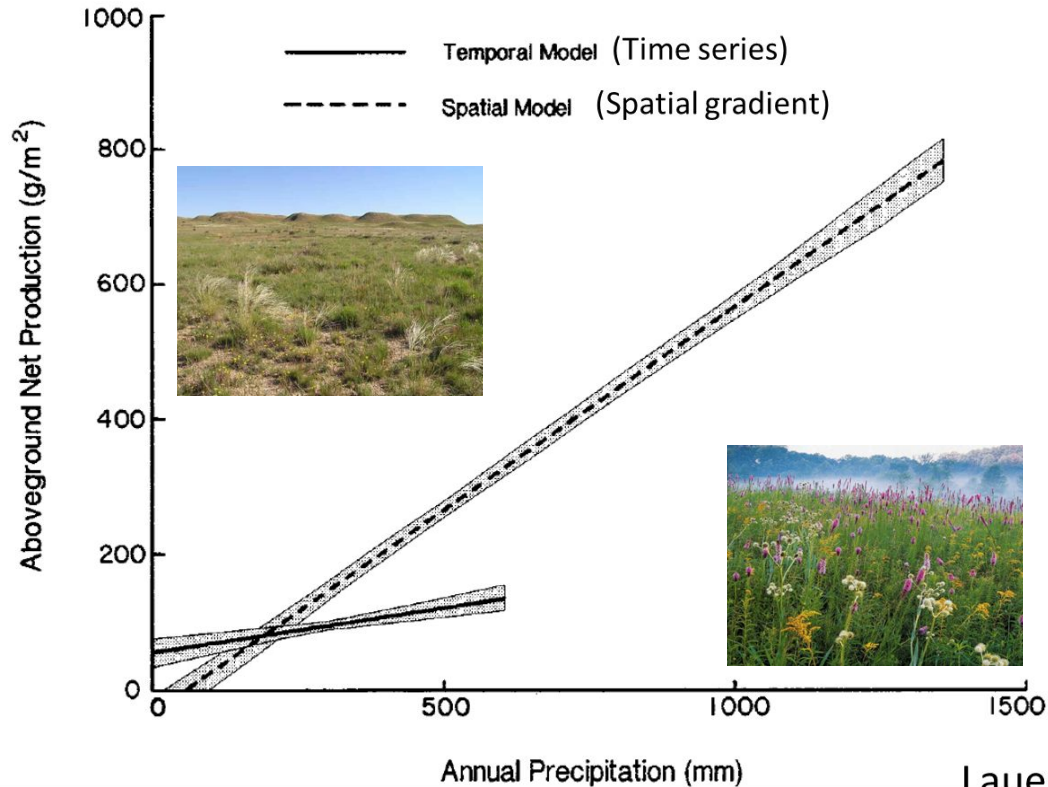 1000
800
600
400
200
0
Aboveground Net Production (g/m²)
Temporal Model (Time series)
Spatial Model (Spatial gradient)
0 500 1000 1500
Annual Precipitation (mm)